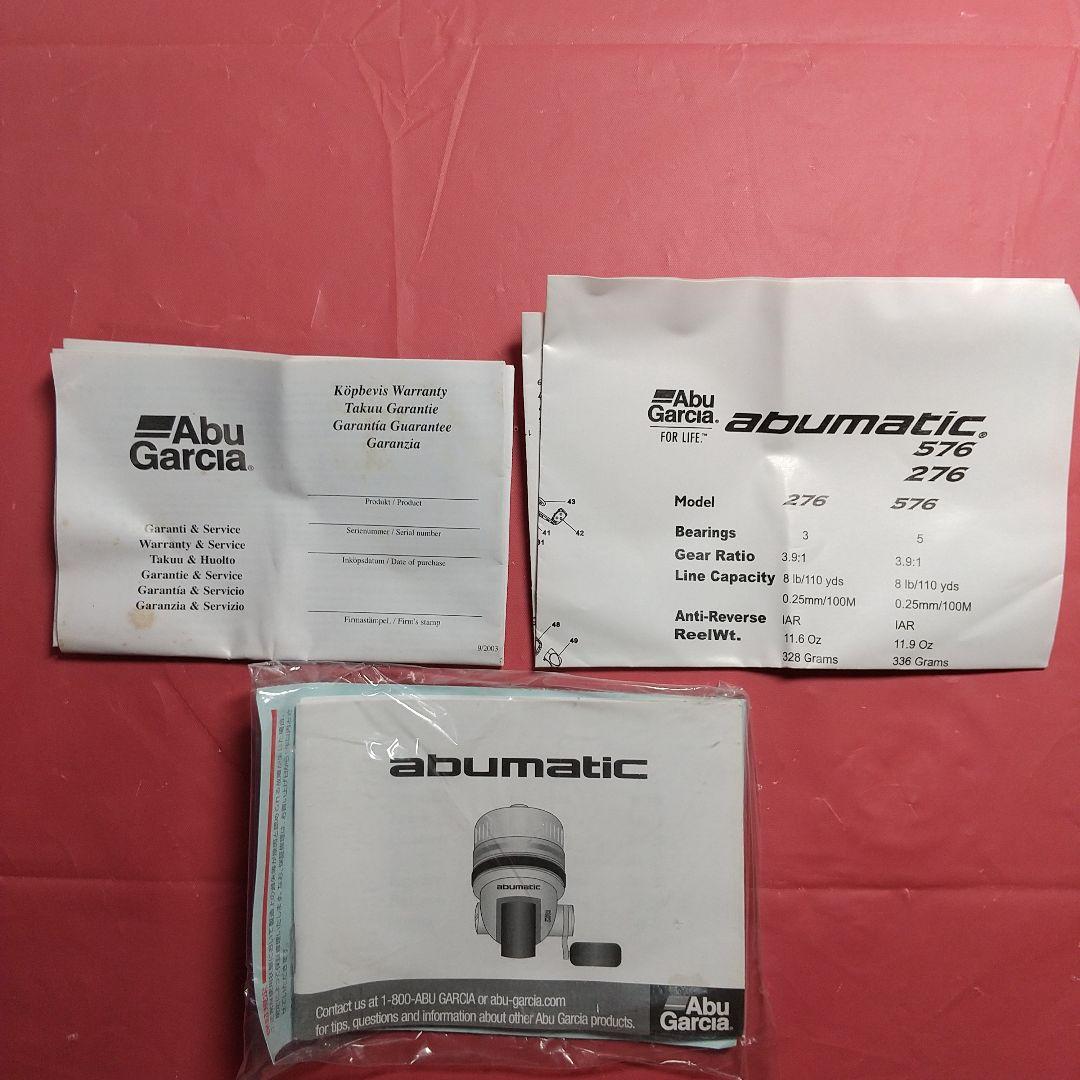 Abu
Garcia®
Köpbevis Warranty
Takuu Garantie
Garantía Guarantee
Garanzia
Produkt / Product
Serienummer / Serial number
Inköpsdatum / Date of purchase
Firmastämpel. / Firm's stamp
9/2003
Garanti & Service
Warranty & Service
Takuu & Huolto
Garantie & Service
Garantía & Servicio
Garanzia & Servizio
Abu
Garcia®
FOR LIFE.™
abumatic®
576
276
Model 276 576
Bearings 3 5
Gear Ratio 3.9:1 3.9:1
Line Capacity 8 lb/110 yds 8 lb/110 yds
0.25mm/100M 0.25mm/100M
Anti-Reverse IAR IAR
ReelWt. 11.6 Oz 11.9 Oz
328 Grams 336 Grams
43
42
41
48
49
abumatic
abumatic
Abu
Garcia
Contact us at 1-800-ABU GARCIA or abu-garcia.com
for tips, questions and information about other Abu Garcia products.
Abu
Garcia®